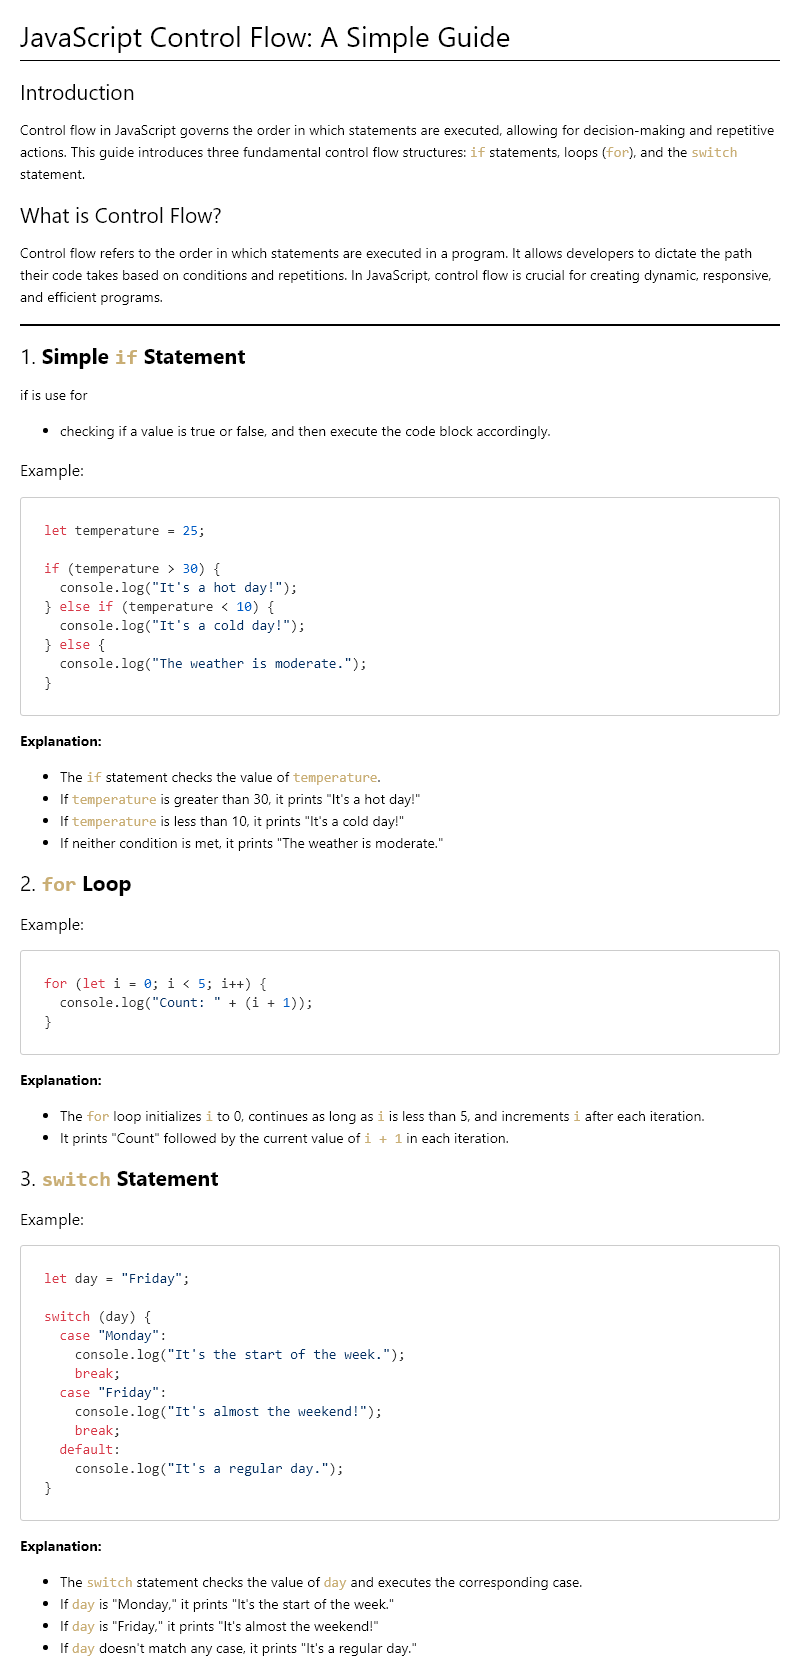 JavaScript Control Flow: A Simple Guide
Introduction
Control flow in JavaScript governs the order in which statements are executed, allowing for decision-making and repetitive
actions. This guide introduces three fundamental control flow structures: if statements, loops (for), and the switch
statement.
What is Control Flow?
Control flow refers to the order in which statements are executed in a program. It allows developers to dictate the path
their code takes based on conditions and repetitions. In JavaScript, control flow is crucial for creating dynamic, responsive,
and efficient programs.
1. Simple if Statement
if is use for
• checking if a value is true or false, and then execute the code block accordingly.
Example:
let temperature = 25;
if (temperature > 30) {
  console.log("It's a hot day!");
} else if (temperature < 10) {
  console.log("It's a cold day!");
} else {
  console.log("The weather is moderate.");
}
Explanation:
• The if statement checks the value of temperature.
• If temperature is greater than 30, it prints "It's a hot day!"
• If temperature is less than 10, it prints "It's a cold day!"
• If neither condition is met, it prints "The weather is moderate."
2. for Loop
Example:
for (let i = 0; i < 5; i++) {
  console.log("Count: " + (i + 1));
}
Explanation:
• The for loop initializes i to 0, continues as long as i is less than 5, and increments i after each iteration.
• It prints "Count" followed by the current value of i + 1 in each iteration.
3. switch Statement
Example:
let day = "Friday";
switch (day) {
  case "Monday":
    console.log("It's the start of the week.");
    break;
  case "Friday":
    console.log("It's almost the weekend!");
    break;
  default:
    console.log("It's a regular day.");
}
Explanation:
• The switch statement checks the value of day and executes the corresponding case.
• If day is "Monday," it prints "It's the start of the week."
• If day is "Friday," it prints "It's almost the weekend!"
• If day doesn't match any case, it prints "It's a regular day."